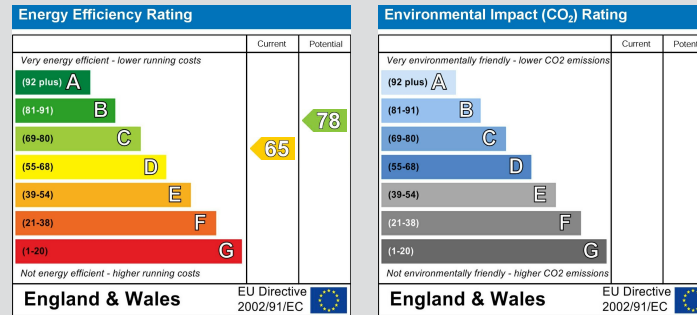 Energy Efficiency Rating
Current Potential
Very energy efficient - lower running costs
(92 plus) A
(81-91) B
(69-80) C
(55-68) D
(39-54) E
(21-38) F
(1-20) G
65
78
Not energy efficient - higher running costs
England & Wales
EU Directive
2002/91/EC
Environmental Impact (CO₂) Rating
Current Potent
Very environmentally friendly - lower CO2 emissions
(92 plus) A
(81-91) B
(69-80) C
(55-68) D
(39-54) E
(21-38) F
(1-20) G
Not environmentally friendly - higher CO2 emissions
England & Wales
EU Directive
2002/91/EC